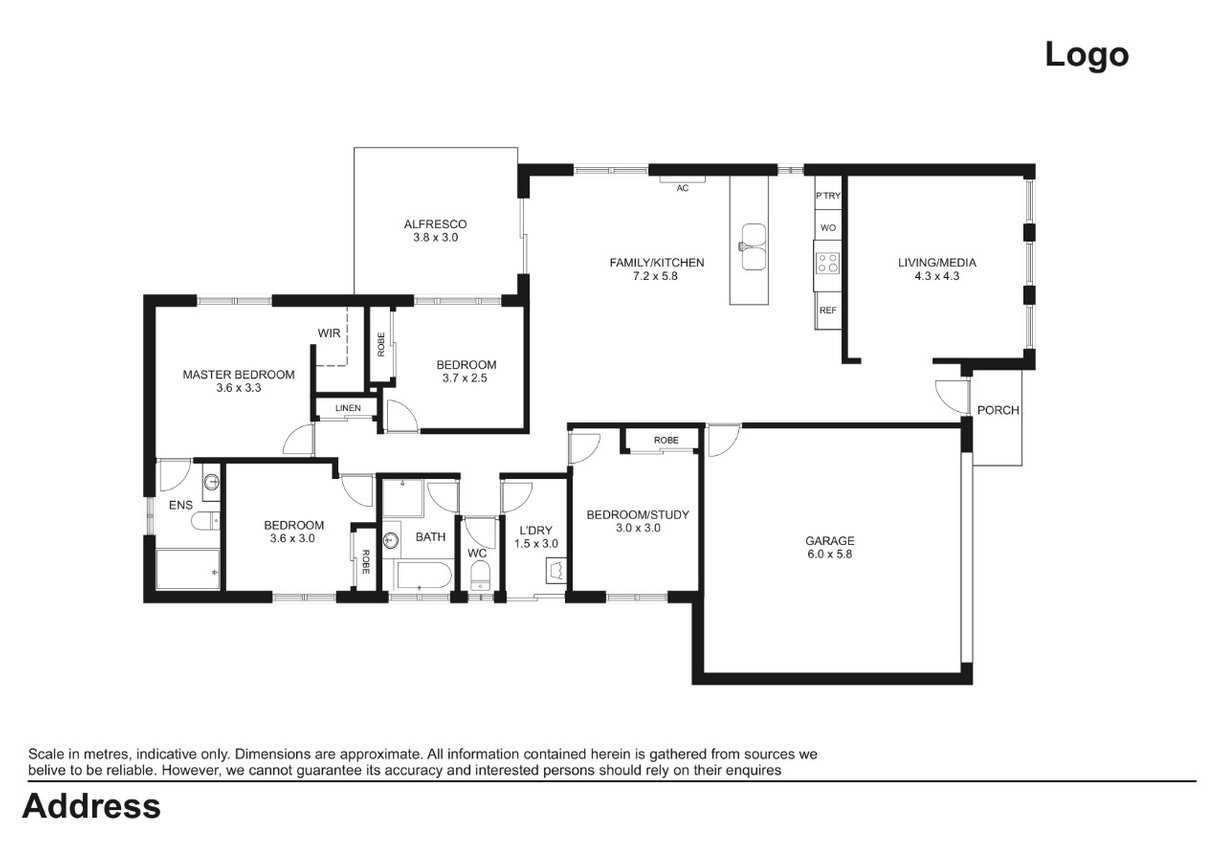 Logo
ALFRESCO
3.8 x 3.0
AC
P'TRY
WO
REF
FAMILY/KITCHEN
7.2 x 5.8
LIVING/MEDIA
4.3 x 4.3
WIR
ROBE
MASTER BEDROOM
3.6 x 3.3
BEDROOM
3.7 x 2.5
LINEN
PORCH
ROBE
ENS
BEDROOM
3.6 x 3.0
ROBE
BATH
WC
L'DRY
1.5 x 3.0
BEDROOM/STUDY
3.0 x 3.0
GARAGE
6.0 x 5.8
Scale in metres, indicative only. Dimensions are approximate. All information contained herein is gathered from sources we
belive to be reliable. However, we cannot guarantee its accuracy and interested persons should rely on their enquires
Address